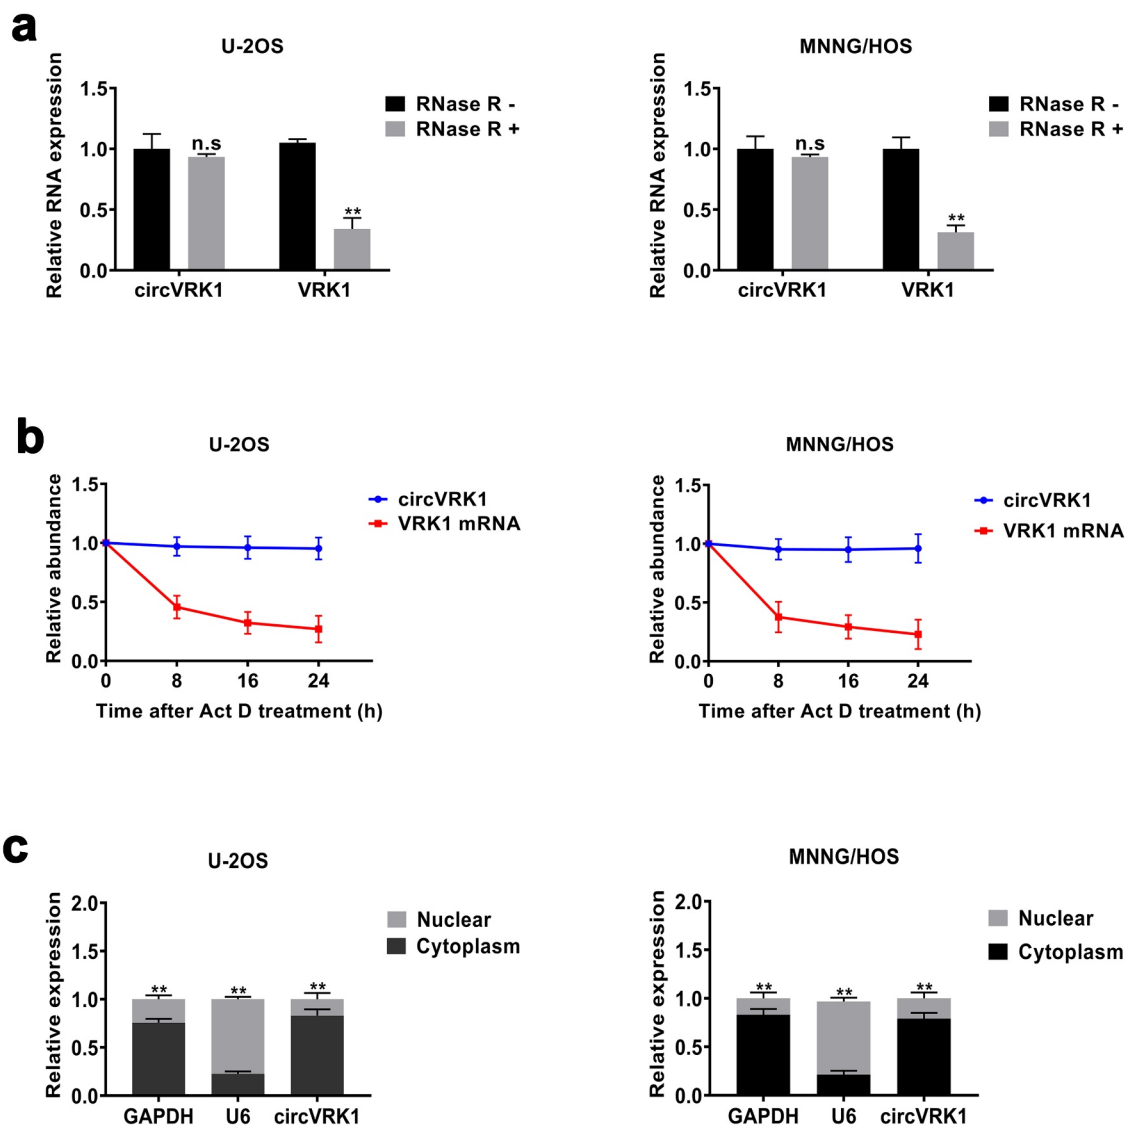 a
U-2OS
Relative RNA expression
1.5
1.0
0.5
0.0
n.s
**
circVRK1
VRK1
RNase R -
RNase R +
MNNG/HOS
Relative RNA expression
1.5
1.0
0.5
0.0
n.s
**
circVRK1
VRK1
RNase R -
RNase R +
b
U-2OS
Relative abundance
1.5
1.0
0.5
0.0
0 8 16 24
Time after Act D treatment (h)
circVRK1
VRK1 mRNA
MNNG/HOS
Relative abundance
1.5
1.0
0.5
0.0
0 8 16 24
Time after Act D treatment (h)
circVRK1
VRK1 mRNA
c
U-2OS
Relative expression
2.0
1.5
1.0
0.5
0.0
** ** **
GAPDH U6 circVRK1
Nuclear
Cytoplasm
MNNG/HOS
Relative expression
2.0
1.5
1.0
0.5
0.0
** ** **
GAPDH U6 circVRK1
Nuclear
Cytoplasm